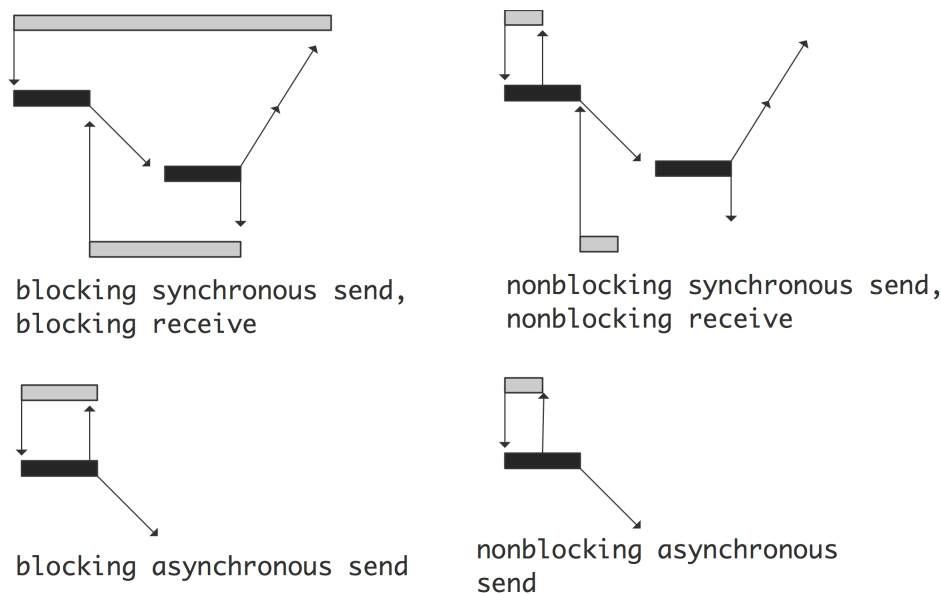 blocking synchronous send,
blocking receive
nonblocking synchronous send,
nonblocking receive
blocking asynchronous send
nonblocking asynchronous
send